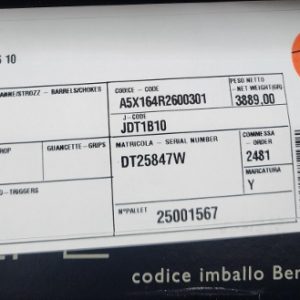 10
CANNE/STROZZ - BARRELS/CHOKES
CODICE - CODE
A5X164R2600301
PESO NETTO
- NET WEIGHT(GR)
3889.00
J-CODE
JDT1B10
GUANCETTE-GRIPS
MATRICOLA - SERIAL NUMBER
DT25847W
COMMESSA
- ORDER
2481
-TRIGGERS
MARCATURA
Y
N°PALLET
25001567
codice imballo Ber